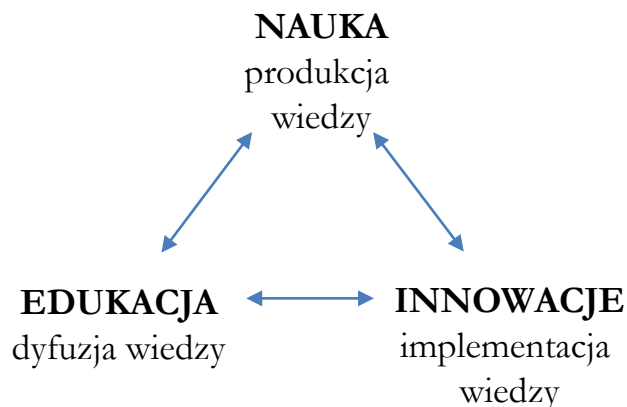 NAUKA
produkcja
wiedzy
EDUKACJA
dyfuzja wiedzy
INNOWACJE
implementacja
wiedzy